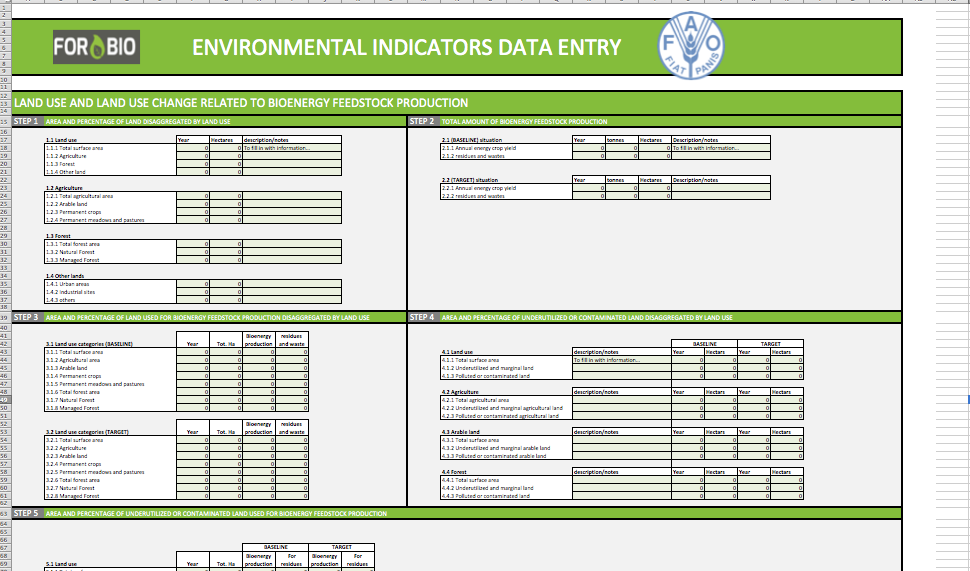 FOR BIO
ENVIRONMENTAL INDICATORS DATA ENTRY
F A O
FIAT PANIS
LAND USE AND LAND USE CHANGE RELATED TO BIOENERGY FEEDSTOCK PRODUCTION
STEP 1 AREA AND PERCENTAGE OF LAND DISAGGREGATED BY LAND USE
1.1 Land use Year Hectares description/notes
1.1.1 Total surface area 0 0 To fill in with information...
1.1.2 Agriculture 0 0
1.1.3 Forest 0 0
1.1.4 Other land 0 0
1.2 Agriculture
1.2.1 Total agricultural area 0 0
1.2.2 Arable land 0 0
1.2.3 Permanent crops 0 0
1.2.4 Permanent meadows and pastures 0 0
1.3 Forest
1.3.1 Total forest area 0 0
1.3.2 Natural Forest 0 0
1.3.3 Managed Forest 0 0
1.4 Other lands
1.4.1 Urban areas 0 0
1.4.2 Industrial sites 0 0
1.4.3 others 0 0
STEP 2 TOTAL AMOUNT OF BIOENERGY FEEDSTOCK PRODUCTION
2.1 (BASELINE) situation Year tonnes Hectares Description/notes
2.1.1 Annual energy crop yield 0 0 0 To fill in with information...
2.1.2 residues and wastes 0 0 0
2.2 (TARGET) situation Year tonnes Hectares Description/notes
2.2.1 Annual energy crop yield 0 0 0
2.2.2 residues and wastes 0 0 0
STEP 3 AREA AND PERCENTAGE OF LAND USED FOR BIOENERGY FEEDSTOCK PRODUCTION DISAGGREGATED BY LAND USE
Bioenergy residues
3.1 Land use categories (BASELINE) Year Tot. Ha production and waste
3.1.1 Total surface area 0 0 0 0
3.1.2 Agricultural area 0 0 0 0
3.1.3 Arable land 0 0 0 0
3.1.4 Permanent crops 0 0 0 0
3.1.5 Permanent meadows and pastures 0 0 0 0
3.1.6 Total forest area 0 0 0 0
3.1.7 Natural Forest 0 0 0 0
3.1.8 Managed Forest 0 0 0 0
Bioenergy residues
3.2 Land use categories (TARGET) Year Tot. Ha production and waste
3.2.1 Total surface area 0 0 0 0
3.2.2 Agriculture 0 0 0 0
3.2.3 Arable land 0 0 0 0
3.2.4 Permanent crops 0 0 0 0
3.2.5 Permanent meadows and pastures 0 0 0 0
3.2.6 Total forest area 0 0 0 0
3.2.7 Natural Forest 0 0 0 0
3.2.8 Managed Forest 0 0 0 0
STEP 4 AREA AND PERCENTAGE OF UNDERUTILIZED OR CONTAMINATED LAND DISAGGREGATED BY LAND USE
BASELINE TARGET
4.1 Land use description/notes Year Hectars Year Hectars
4.1.1 Total surface area To fill in with information... 0 0 0 0
4.1.2 Underutilized and marginal land 0 0 0 0
4.1.3 Polluted or contaminated land 0 0 0 0
4.2 Agriculture description/notes Year Hectars Year Hectars
4.2.1 Total agricultural area 0 0 0 0
4.2.2 Underutilized and marginal agricultural land 0 0 0 0
4.2.3 Polluted or contaminated agricultural land 0 0 0 0
4.3 Arable land description/notes Year Hectars Year Hectars
4.3.1 Total surface area 0 0 0 0
4.3.2 Underutilized and marginal arable land 0 0 0 0
4.3.3 Polluted or contaminated arable land 0 0 0 0
4.4 Forest description/notes Year Hectars Year Hectars
4.4.1 Total surface area 0 0 0 0
4.4.2 Underutilized and marginal land 0 0 0 0
4.4.3 Polluted or contaminated land 0 0 0 0
STEP 5 AREA AND PERCENTAGE OF UNDERUTILIZED OR CONTAMINATED LAND USED FOR BIOENERGY FEEDSTOCK PRODUCTION
BASELINE TARGET
Bioenergy For Bioenergy For
5.1 Land use Year Tot. Ha production residues production residues